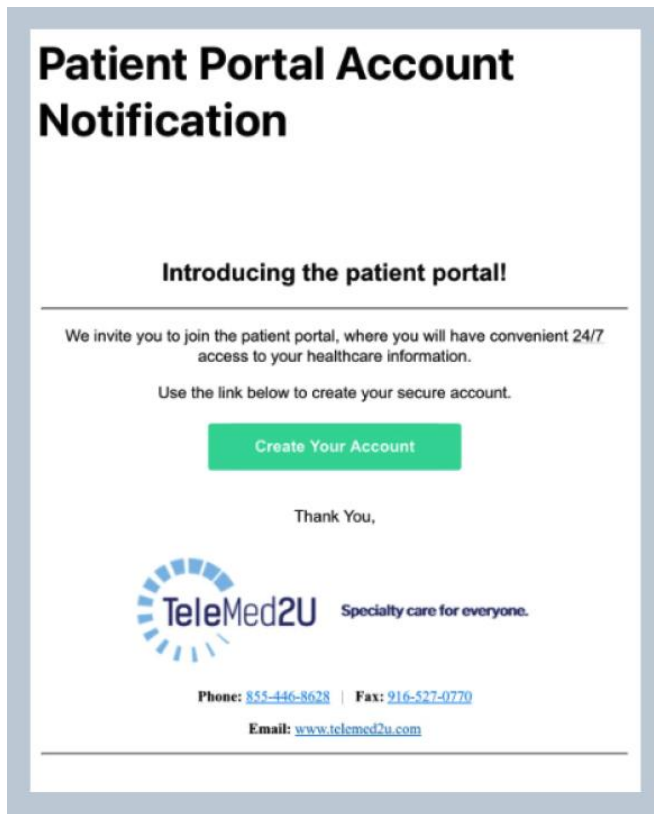 Patient Portal Account
Notification
Introducing the patient portal!
We invite you to join the patient portal, where you will have convenient 24/7
access to your healthcare information.
Use the link below to create your secure account.
Create Your Account
Thank You,
TeleMed2U Specialty care for everyone.
Phone: 855-446-8628 | Fax: 916-527-0770
Email: www.telemed2u.com